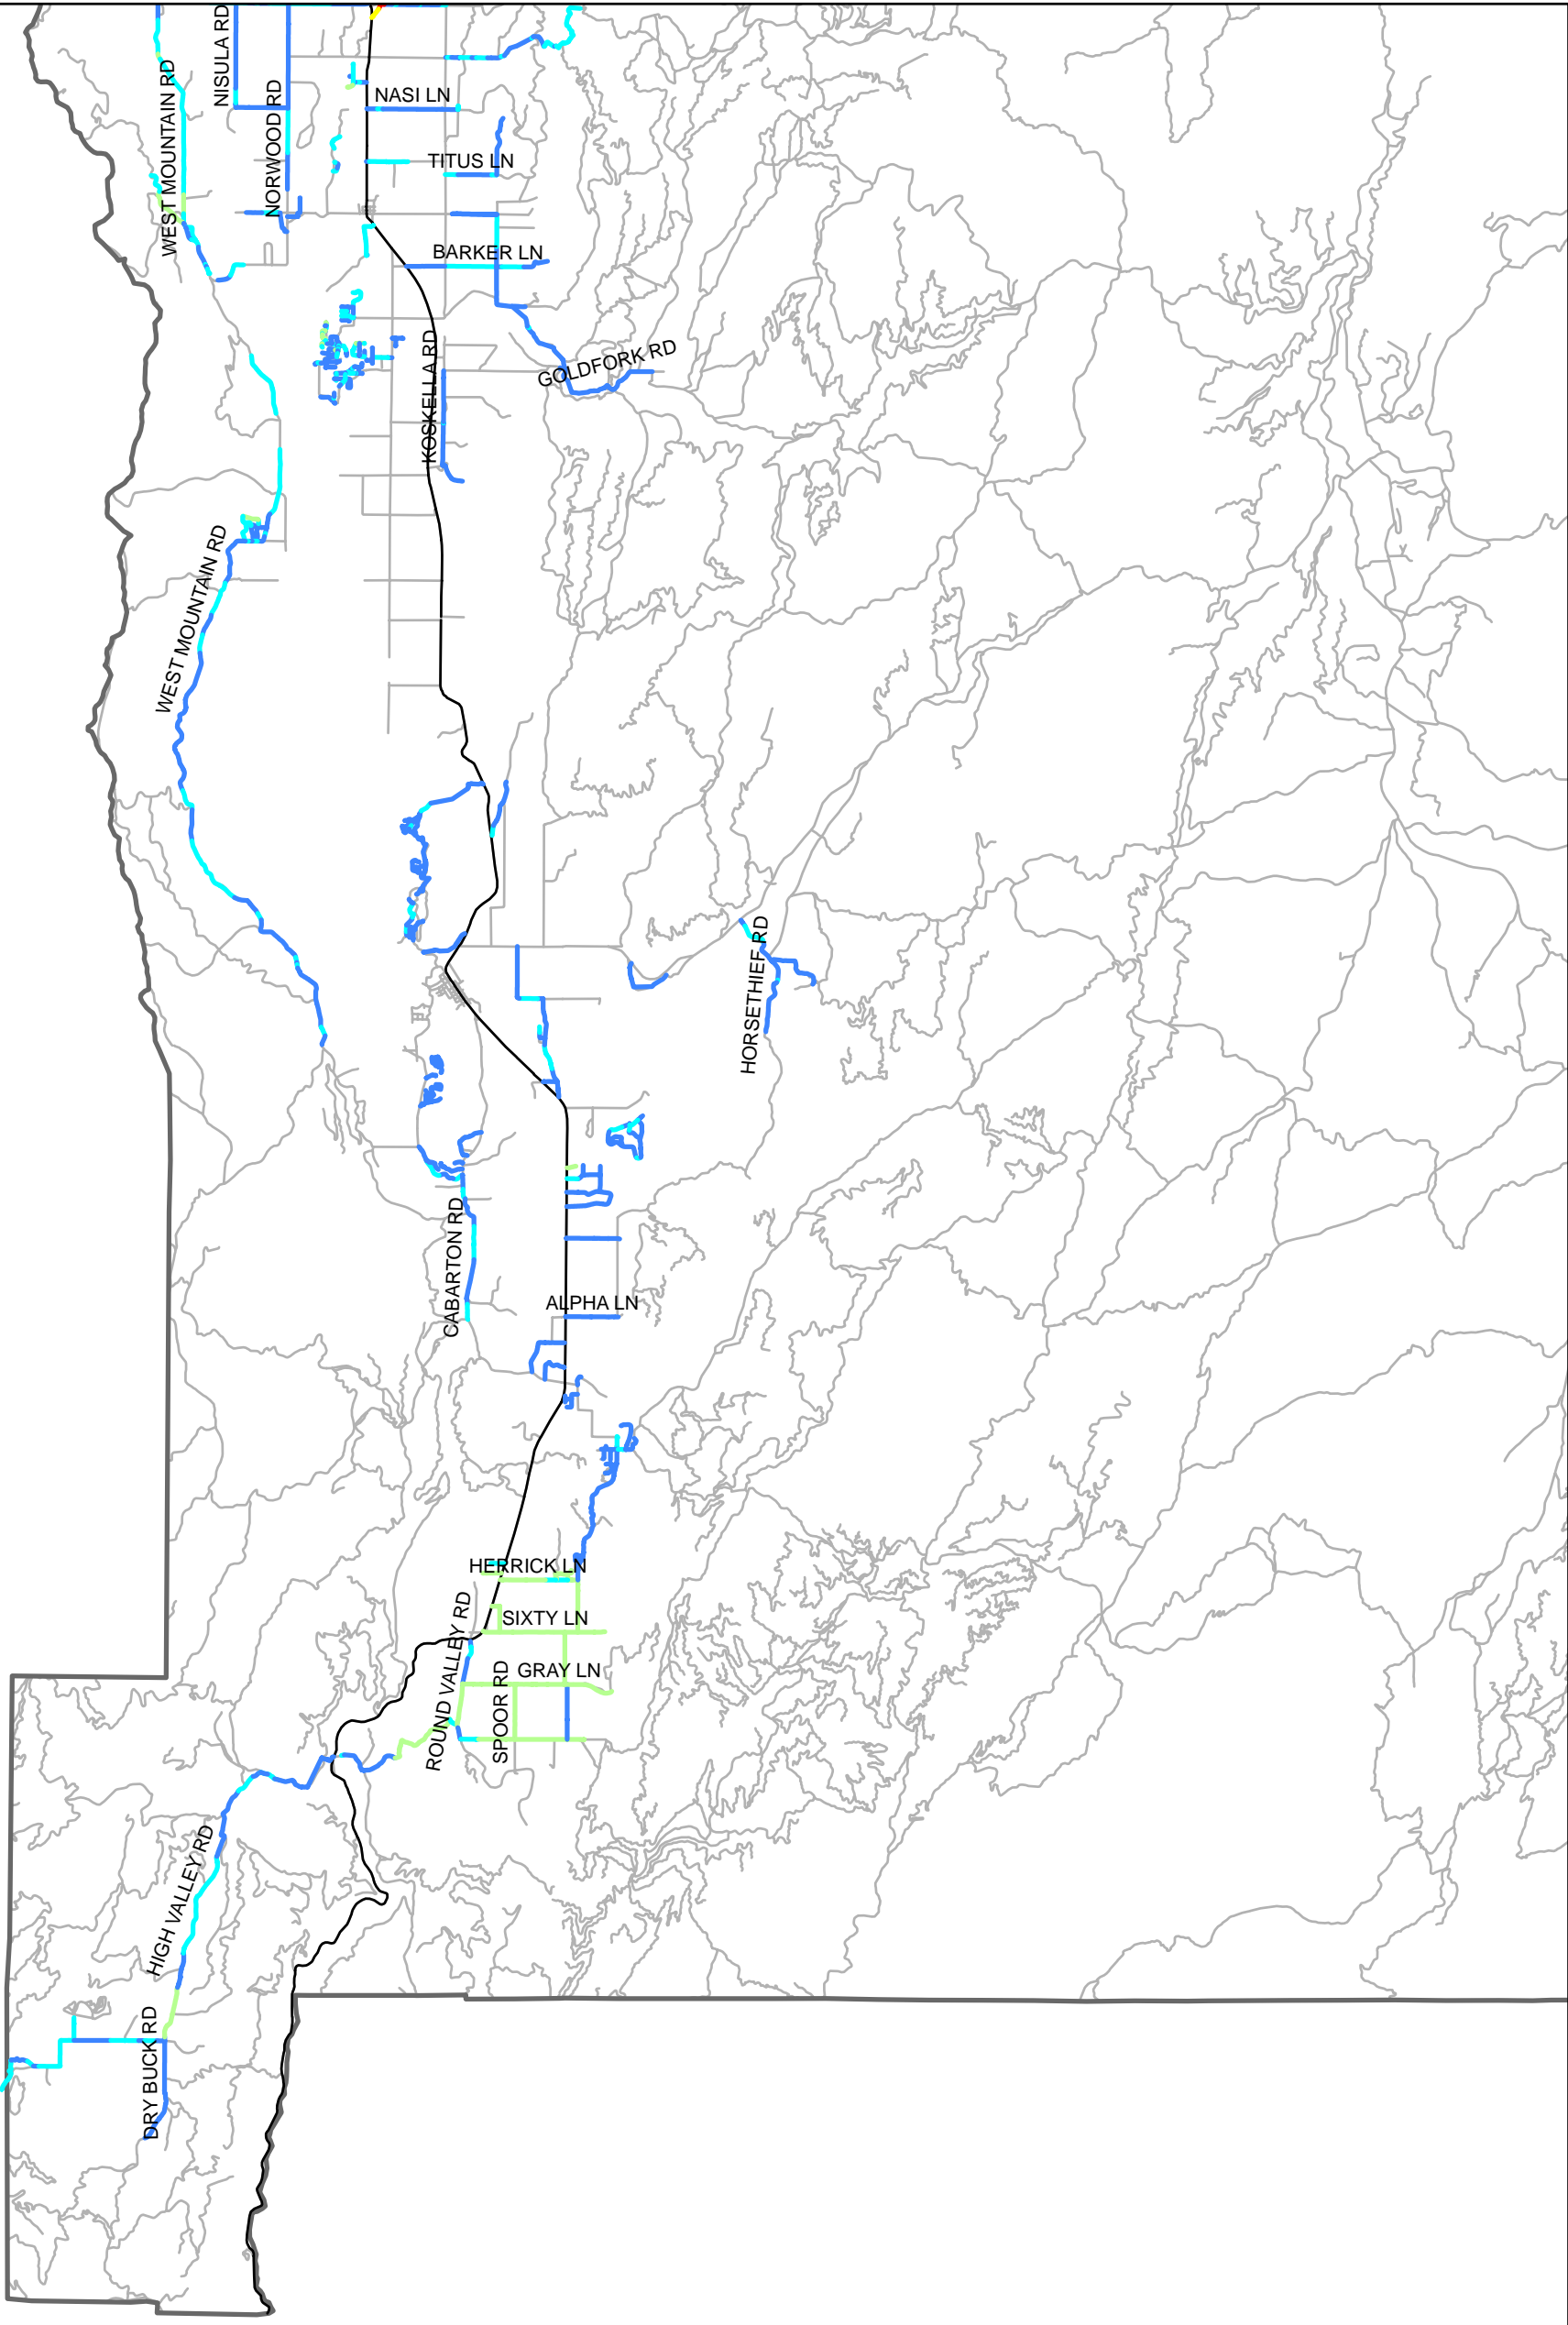 NISULA RD
WEST MOUNTAIN RD
NORWOOD RD
NASI LN
TITUS LN
BARKER LN
KOSKELLA RD
GOLDFORK RD
WEST MOUNTAIN RD
HORSETHIEF RD
CABARTON RD
ALPHA LN
HERRICK LN
SIXTY LN
ROUND VALLEY RD
GRAY LN
SPOOR RD
HIGH VALLEY RD
DRY BUCK RD